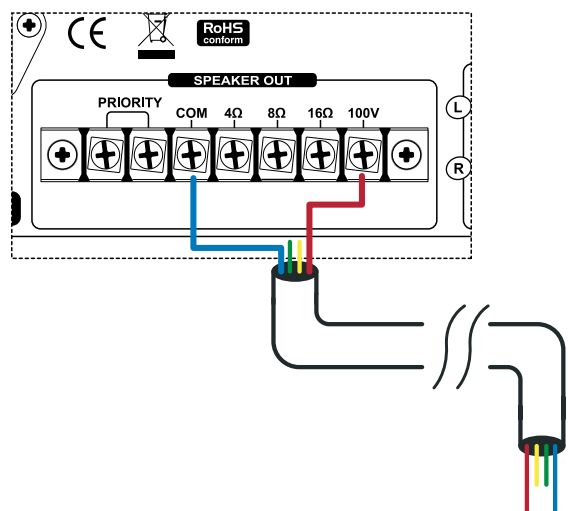 CE
RoHS
conform
SPEAKER OUT
PRIORITY
COM 4Ω 8Ω 16Ω 100V
L
R